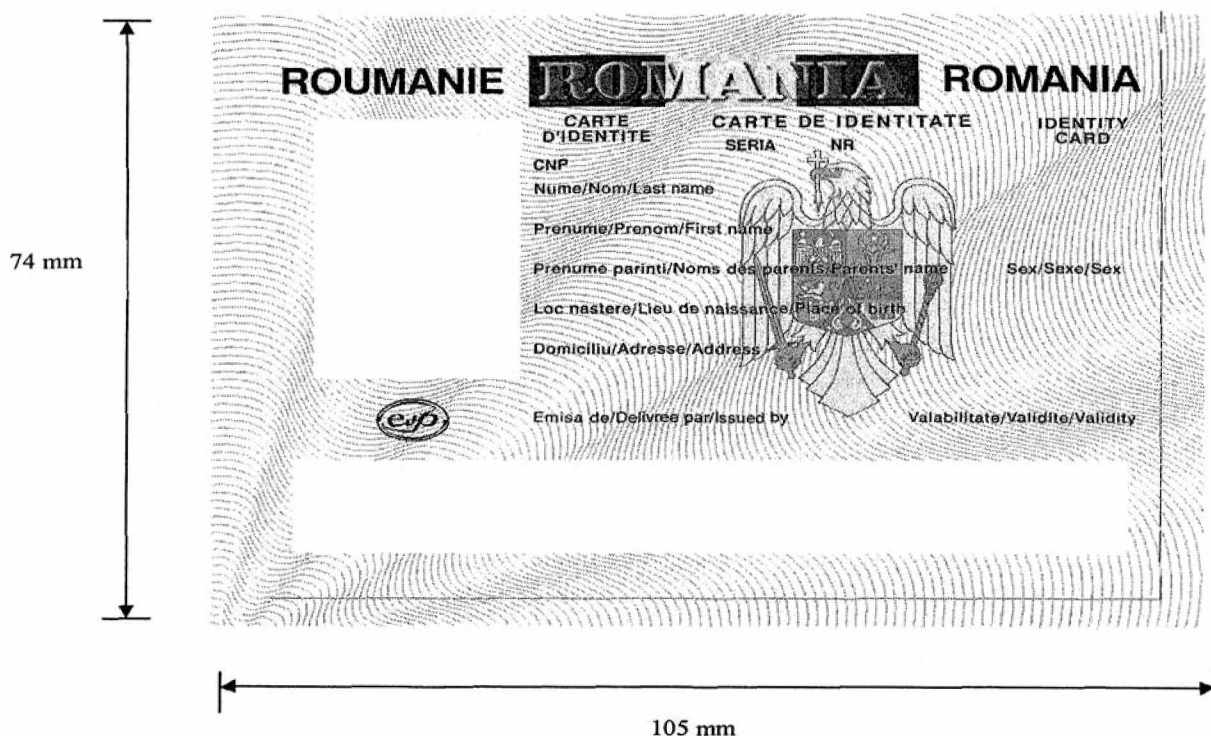 ROUMANIE ROMANIA ROMANIA
CARTE D'IDENTITE
CARTE DE IDENTITATE
IDENTITY CARD
SERIA NR
CNP
Nume/Nom/Last name
Prenume/Prenom/First name
Prenume parinti/Noms des parents/Parents' name Sex/Sexe/Sex
Loc nastere/Lieu de naissance/Place of birth
Domiciliu/Adresse/Address
Emisa de/Delivree par/Issued by Valabilitate/Validite/Validity
74 mm
105 mm